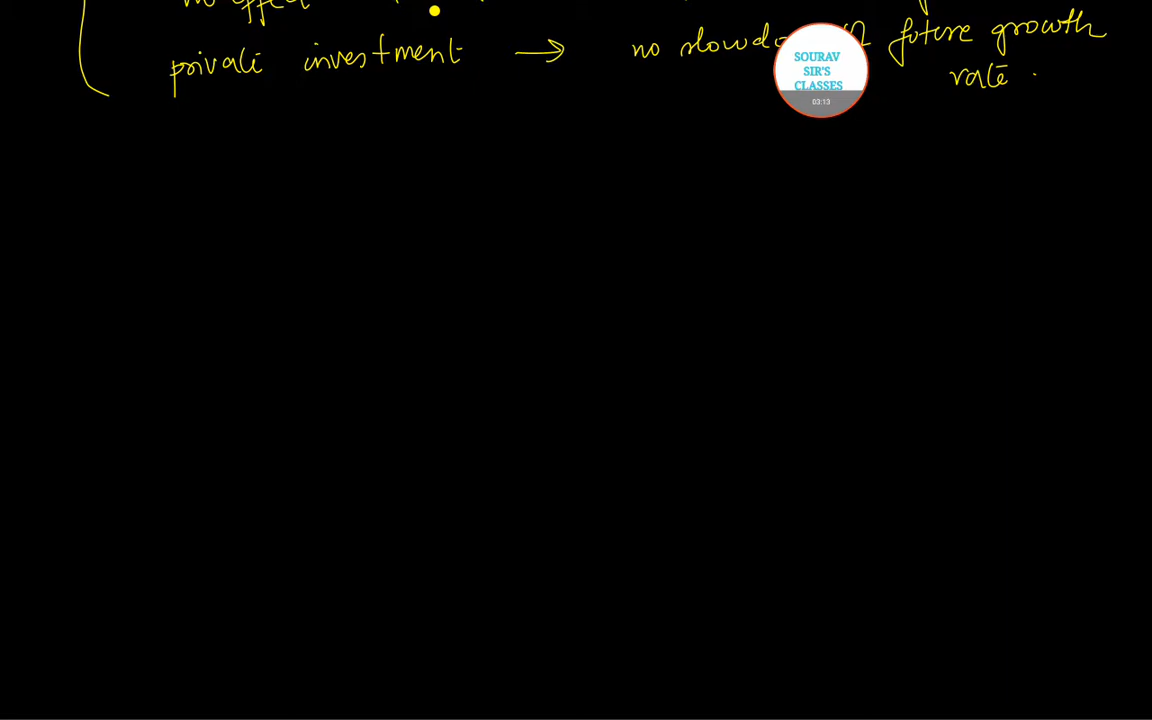 no effect
private investment → no slowdo future growth
rate.
SOURAV
SIR'S
CLASSES
03:13